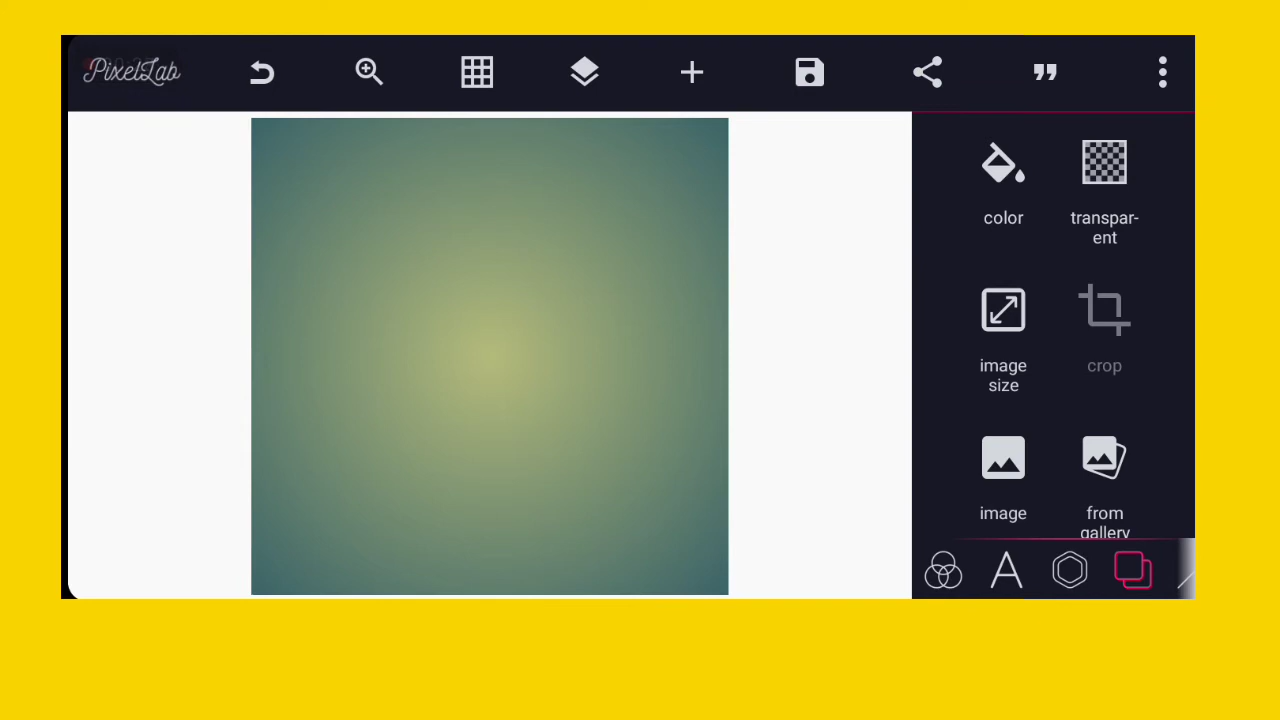 PixelLab
color
transpar-
ent
image
size
crop
image
from
gallery